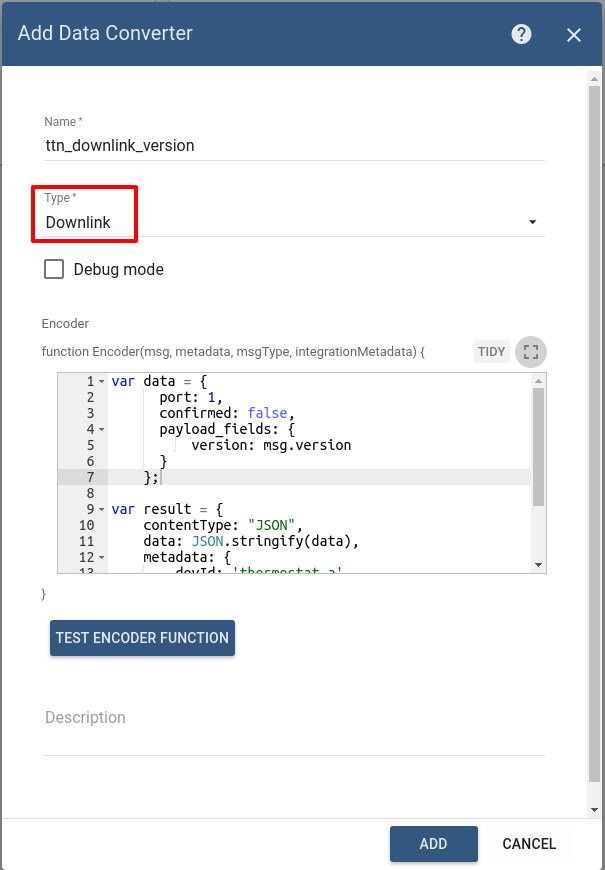 Add Data Converter
Name *
ttn_downlink_version
Type *
Downlink
Debug mode
Encoder
function Encoder(msg, metadata, msgType, integrationMetadata) {
TIDY
1 var data = {
2 port: 1,
3 confirmed: false,
4 payload_fields: {
5 version: msg.version
6 }
7 };
8
9 var result = {
10 contentType: "JSON",
11 data: JSON.stringify(data),
12 metadata: {
13 devId: 'thermostat_a'
}
TEST ENCODER FUNCTION
Description
ADD
CANCEL